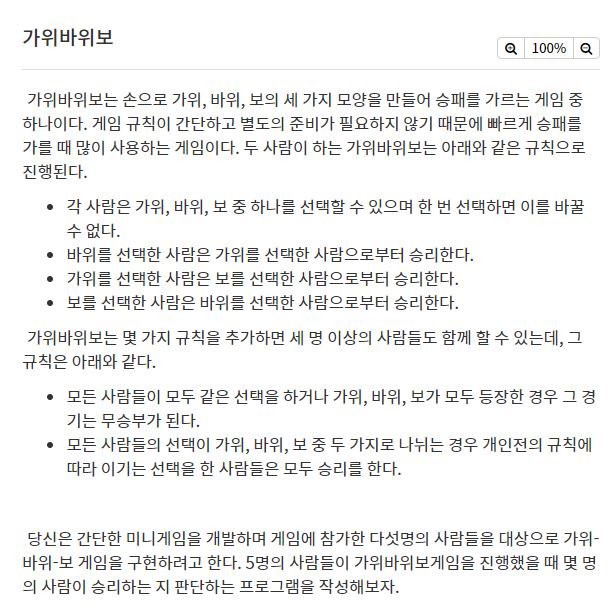 가위바위보
100%
가위바위보는 손으로 가위, 바위, 보의 세 가지 모양을 만들어 승패를 가르는 게임 중
하나이다. 게임 규칙이 간단하고 별도의 준비가 필요하지 않기 때문에 빠르게 승패를
가를 때 많이 사용하는 게임이다. 두 사람이 하는 가위바위보는 아래와 같은 규칙으로
진행된다.
• 각 사람은 가위, 바위, 보 중 하나를 선택할 수 있으며 한 번 선택하면 이를 바꿀
수 없다.
• 바위를 선택한 사람은 가위를 선택한 사람으로부터 승리한다.
• 가위를 선택한 사람은 보를 선택한 사람으로부터 승리한다.
• 보를 선택한 사람은 바위를 선택한 사람으로부터 승리한다.
가위바위보는 몇 가지 규칙을 추가하면 세 명 이상의 사람들도 함께 할 수 있는데, 그
규칙은 아래와 같다.
• 모든 사람들이 모두 같은 선택을 하거나 가위, 바위, 보가 모두 등장한 경우 그 경
기는 무승부가 된다.
• 모든 사람들의 선택이 가위, 바위, 보 중 두 가지로 나뉘는 경우 개인전의 규칙에
따라 이기는 선택을 한 사람들은 모두 승리를 한다.
당신은 간단한 미니게임을 개발하며 게임에 참가한 다섯명의 사람들을 대상으로 가위-
바위-보 게임을 구현하려고 한다. 5명의 사람들이 가위바위보게임을 진행했을 때 몇 명
의 사람이 승리하는 지 판단하는 프로그램을 작성해보자.